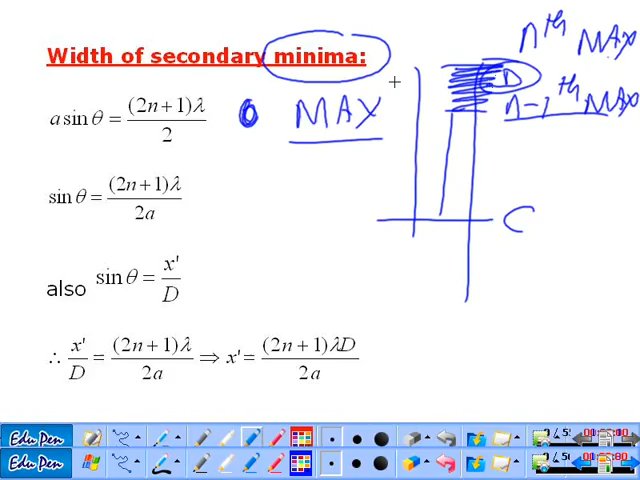 Width of secondary minima:
n th MAX
+
D
n-1 th MAX
a sin θ = (2n+1)λ / 2
MAX
sin θ = (2n+1)λ / 2a
C
also sin θ = x' / D
∴ x' / D = (2n+1)λ / 2a ⇒ x' = (2n+1)λD / 2a
Edu Pen
Edu Pen